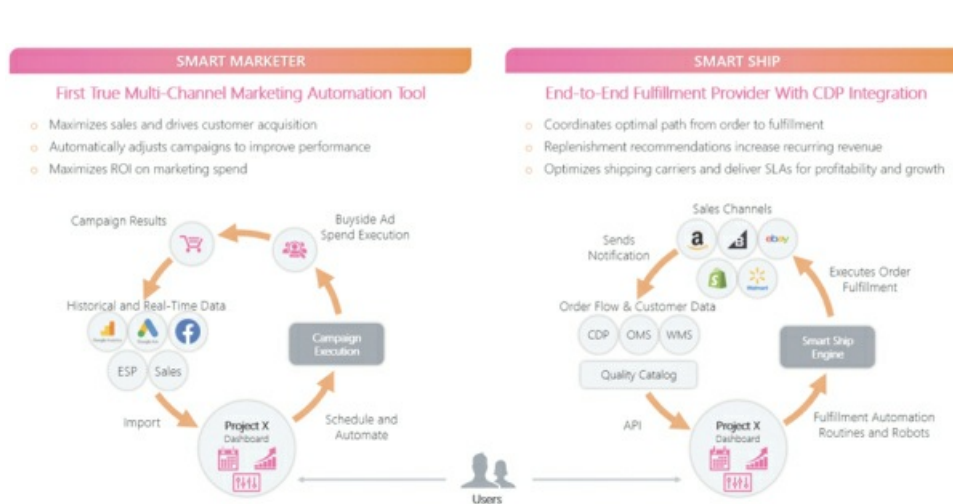 SMART MARKETER
First True Multi-Channel Marketing Automation Tool
Maximizes sales and drives customer acquisition
Automatically adjusts campaigns to improve performance
Maximizes ROI on marketing spend
Campaign Results
Buyside Ad
Spend Execution
Historical and Real-Time Data
Google Analytics
Google Ads
ESP
Sales
Campaign
Execution
Import
Project X
Dashboard
Schedule and
Automate
SMART SHIP
End-to-End Fulfillment Provider With CDP Integration
Coordinates optimal path from order to fulfillment
Replenishment recommendations increase recurring revenue
Optimizes shipping carriers and deliver SLAs for profitability and growth
Sales Channels
a
B
ebay
Walmart
Sends
Notification
Executes Order
Fulfillment
Order Flow & Customer Data
CDP
OMS
WMS
Quality Catalog
Smart Ship
Engine
API
Project X
Dashboard
Fulfillment Automation
Routines and Robots
Users